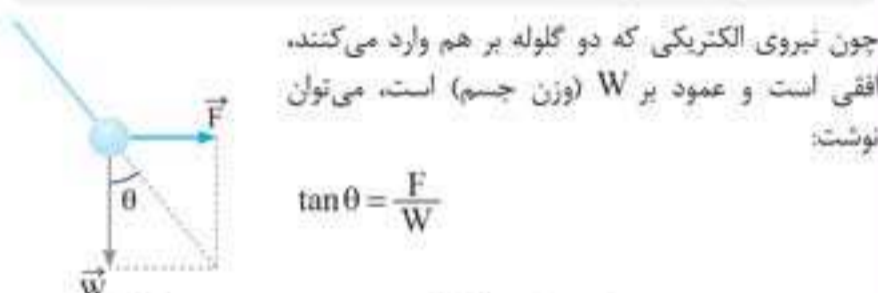 چون نیروی الکتریکی که دو گلوله بر هم وارد می‌کنند،
افقی است و عمود بر W (وزن جسم) است، می‌توان
نوشت:
F
θ
tan θ = F/W
W